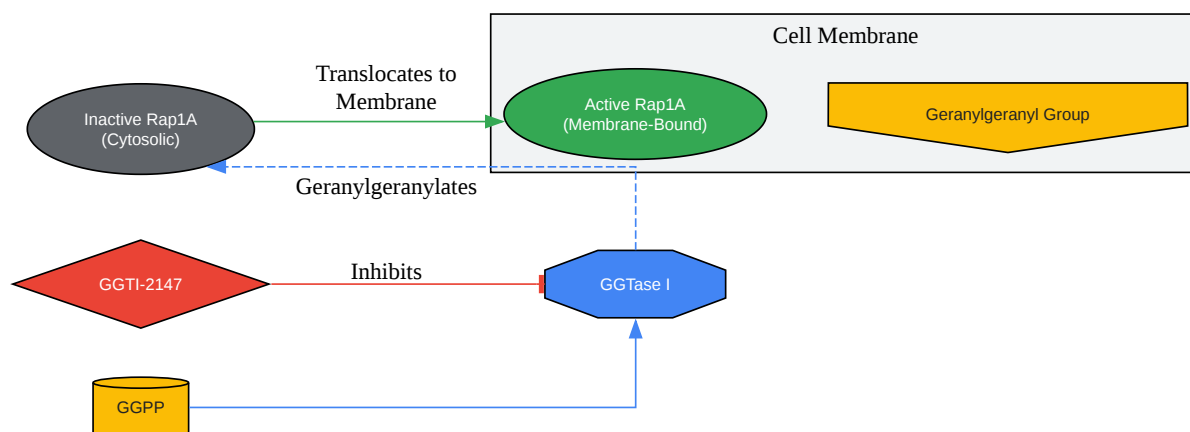 Cell Membrane
Translocates to
Membrane
Inactive Rap1A
(Cytosolic)
Active Rap1A
(Membrane-Bound)
Geranylgeranyl Group
Geranylgeranylates
GGTI-2147
Inhibits
GGTase I
GGPP